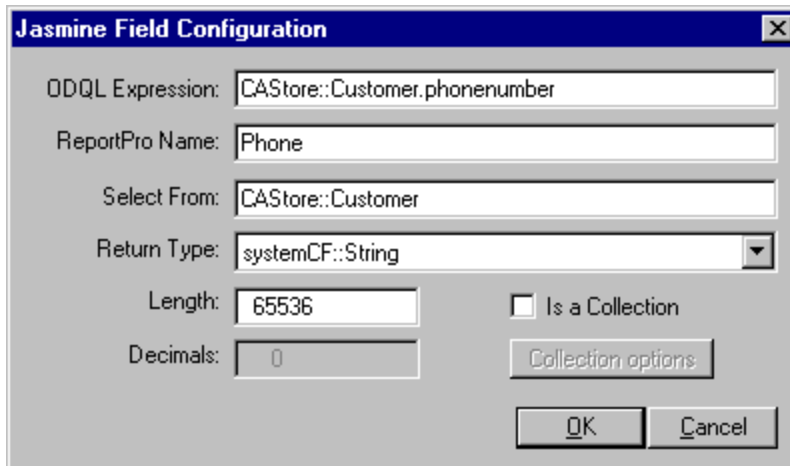 Jasmine Field Configuration
ODQL Expression: CAStore::Customer.phonenumber
ReportPro Name: Phone
Select From: CAStore::Customer
Return Type: systemCF::String
Length: 65536 Is a Collection
Decimals: 0 Collection options
OK Cancel